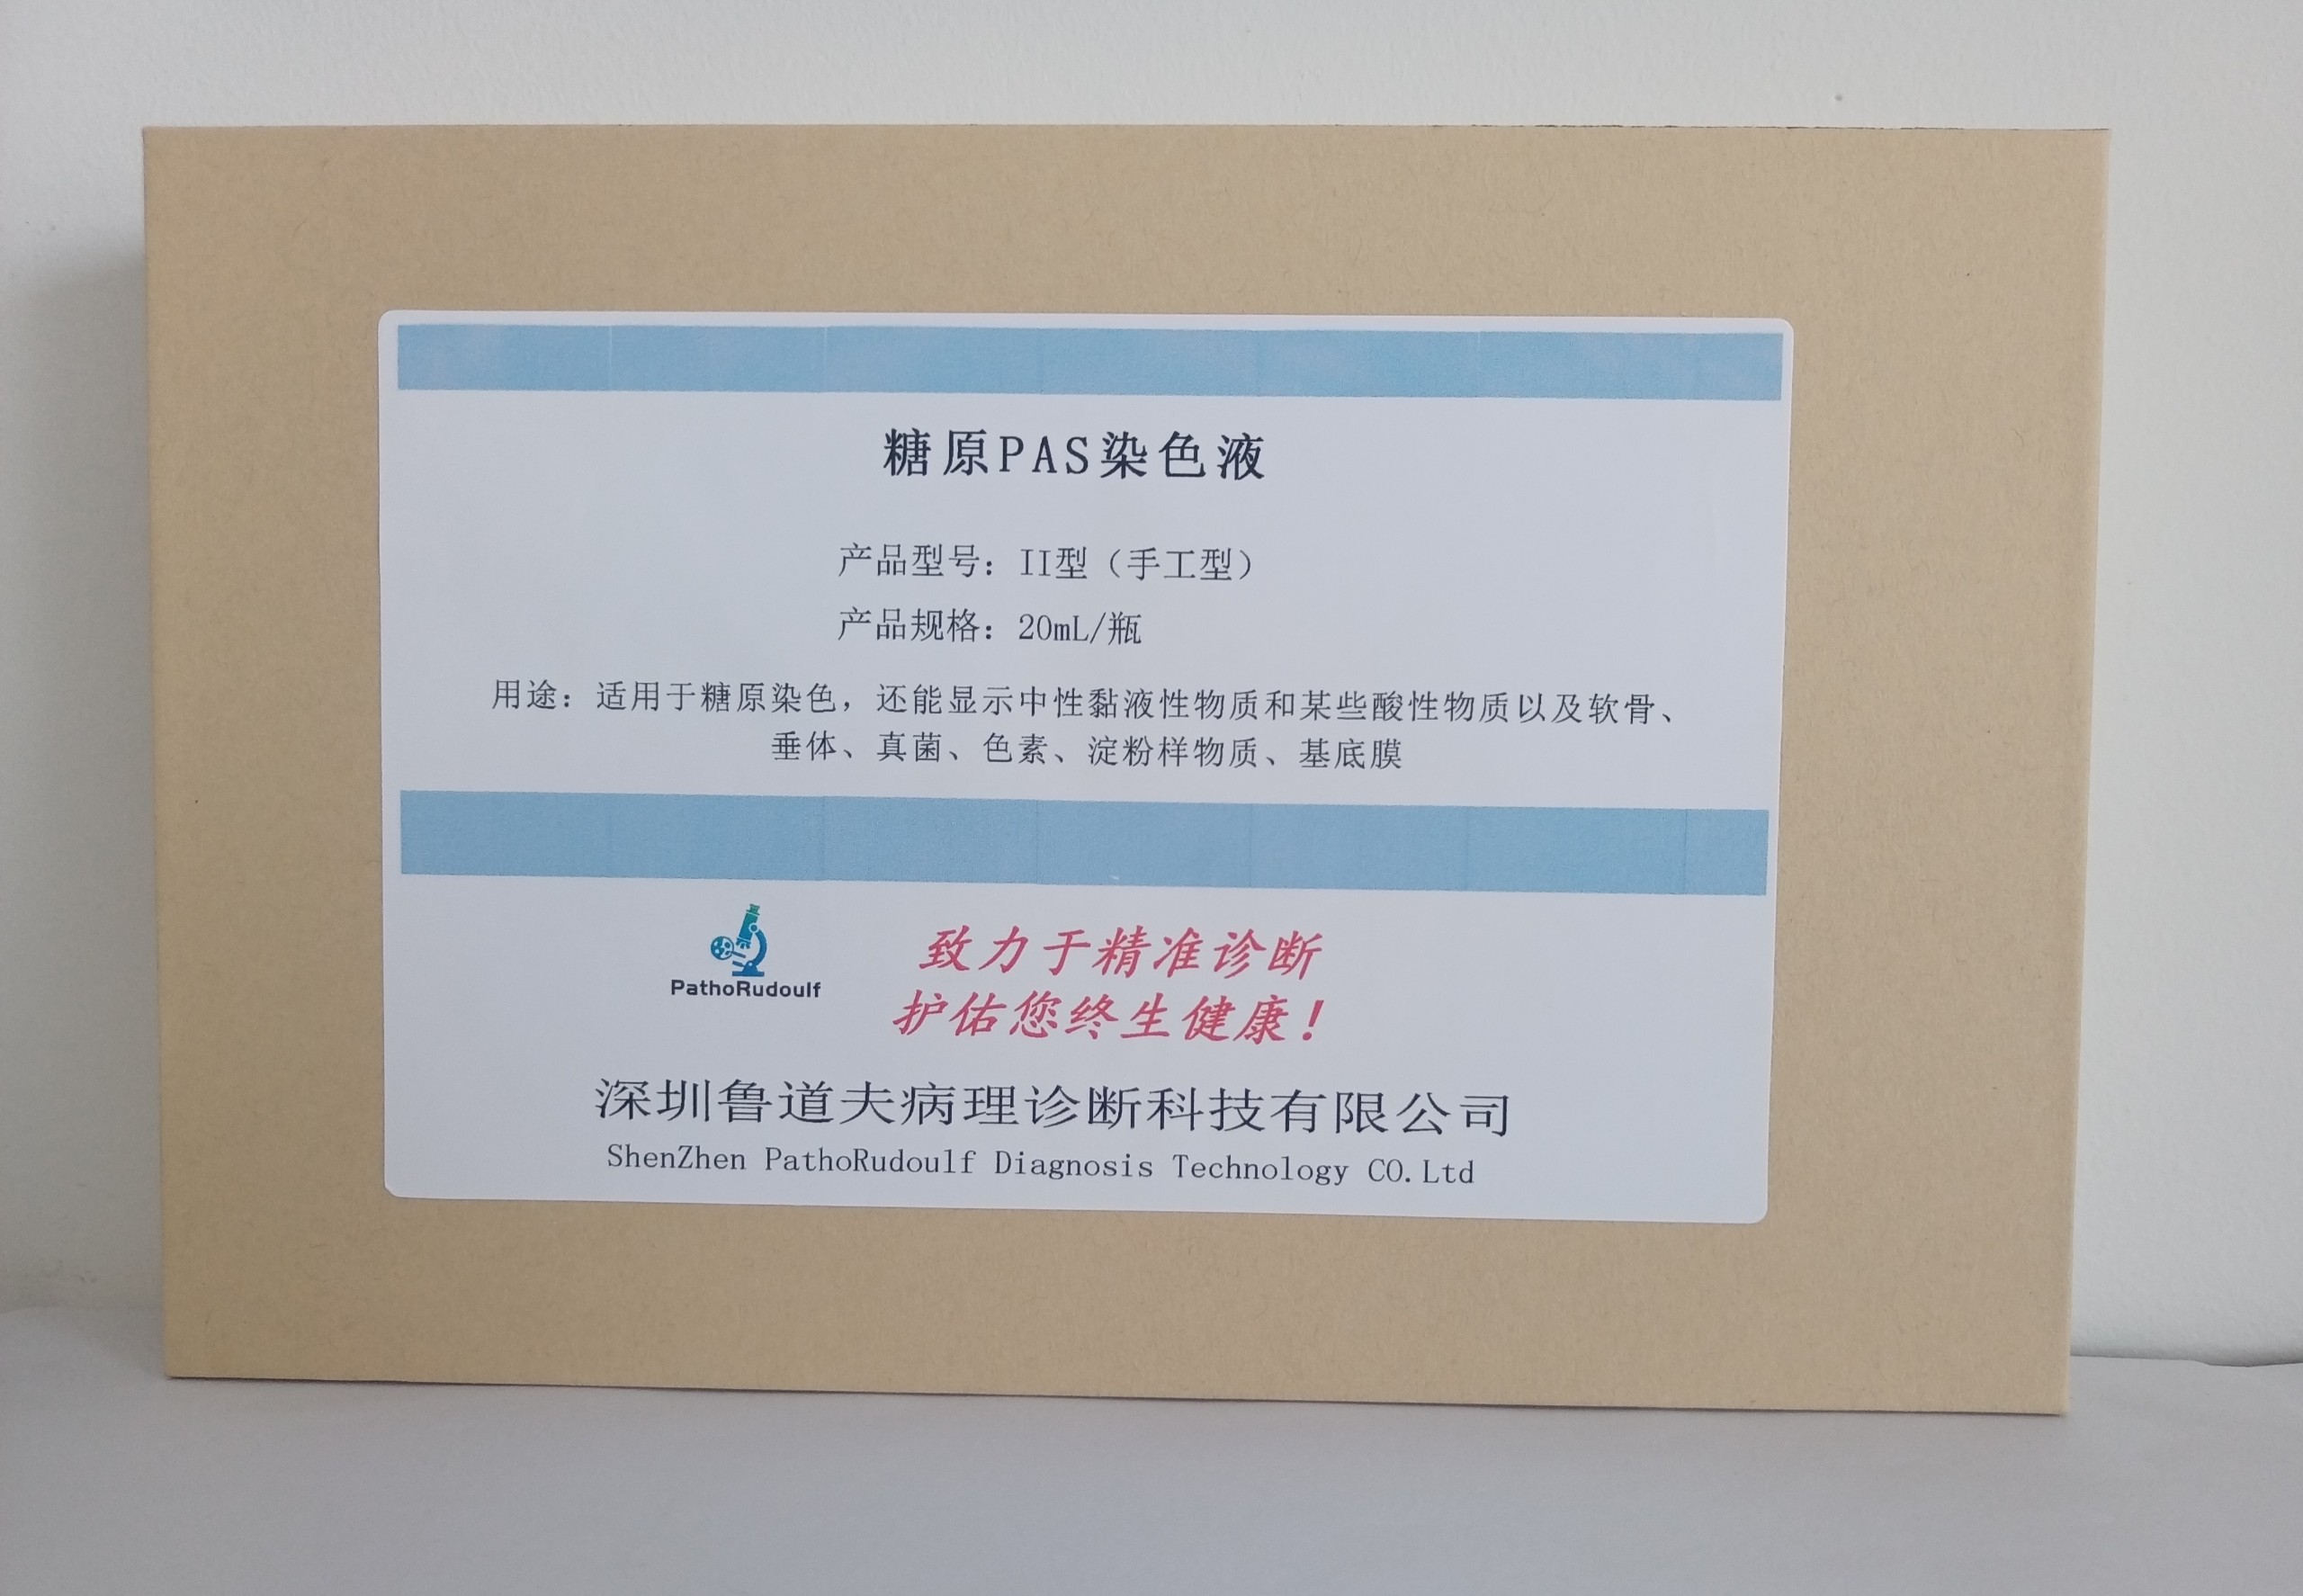 糖原PAS染色液
产品型号：II型（手工型）
产品规格：20mL/瓶
用途：适用于糖原染色，还能显示中性黏液性物质和某些酸性物质以及软骨、
垂体、真菌、色素、淀粉样物质、基底膜
PathoRudoulf
致力于精准诊断
护佑您终生健康！
深圳鲁道夫病理诊断科技有限公司
ShenZhen PathoRudoulf Diagnosis Technology CO.Ltd